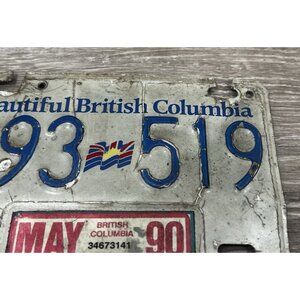 autiful British Columbia
93 519
MAY BRITISH COLUMBIA 90
34673141